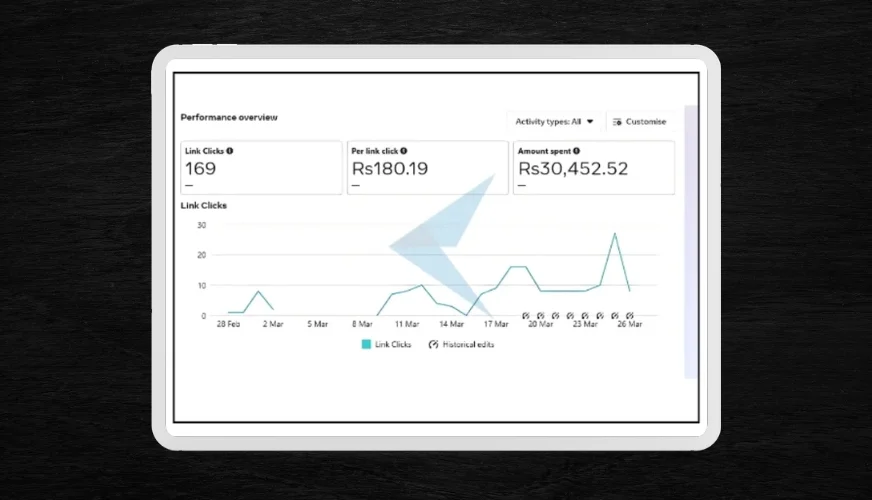 Performance overview
Activity types: All
Customise
Link Clicks
169
–
Per link click
Rs180.19
–
Amount spent
Rs30,452.52
–
Link Clicks
30
20
10
0
28 Feb 2 Mar 5 Mar 8 Mar 11 Mar 14 Mar 17 Mar 20 Mar 23 Mar 26 Mar
Link Clicks Historical edits